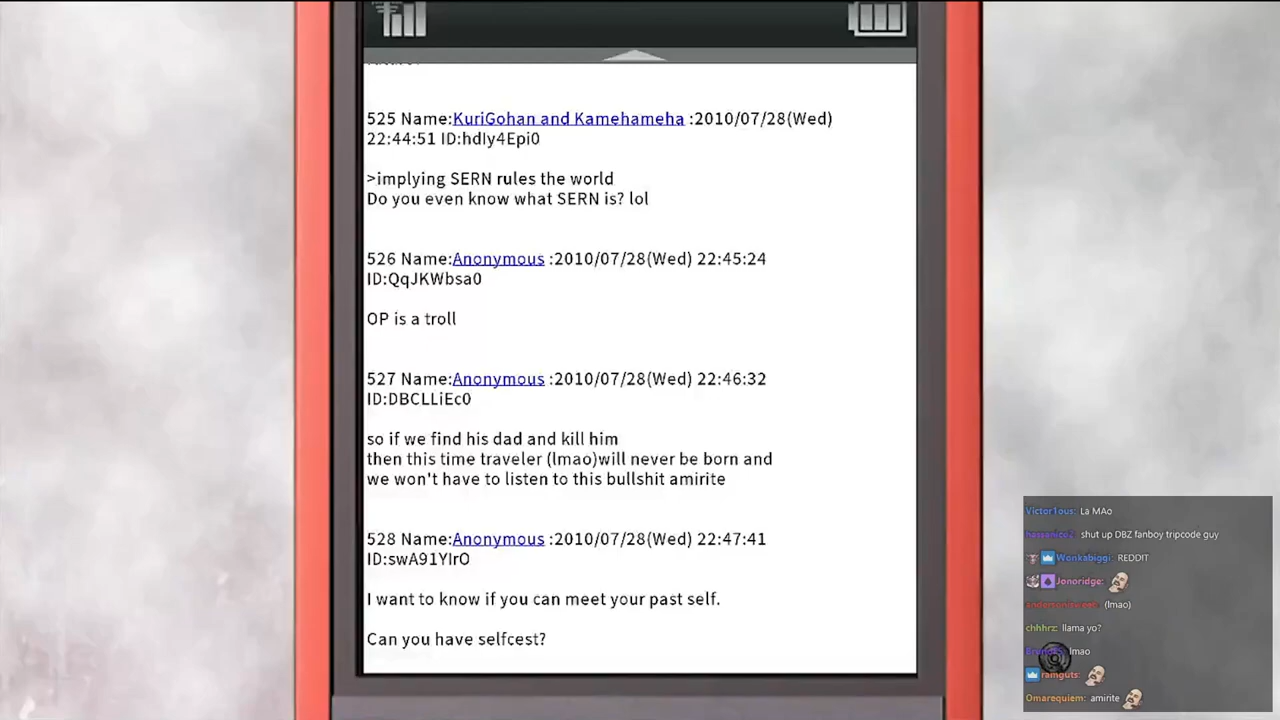 525 Name:KuriGohan and Kamehameha :2010/07/28(Wed)
22:44:51 ID:hdIy4Epi0
>implying SERN rules the world
Do you even know what SERN is? lol
526 Name:Anonymous :2010/07/28(Wed) 22:45:24
ID:QqJKWbsa0
OP is a troll
527 Name:Anonymous :2010/07/28(Wed) 22:46:32
ID:DBCLLiEc0
so if we find his dad and kill him
then this time traveler (lmao)will never be born and
we won't have to listen to this bullshit amirite
528 Name:Anonymous :2010/07/28(Wed) 22:47:41
ID:swA91YIrO
I want to know if you can meet your past self.
Can you have selfcest?
Victor1ous: La MAo
shut up DBZ fanboy tripcode guy
Wonkabiggi: REDDIT
Jonoridge:
(lmao)
chhhrz: llama yo?
lmao
ramguts:
Omarequiem: amirite